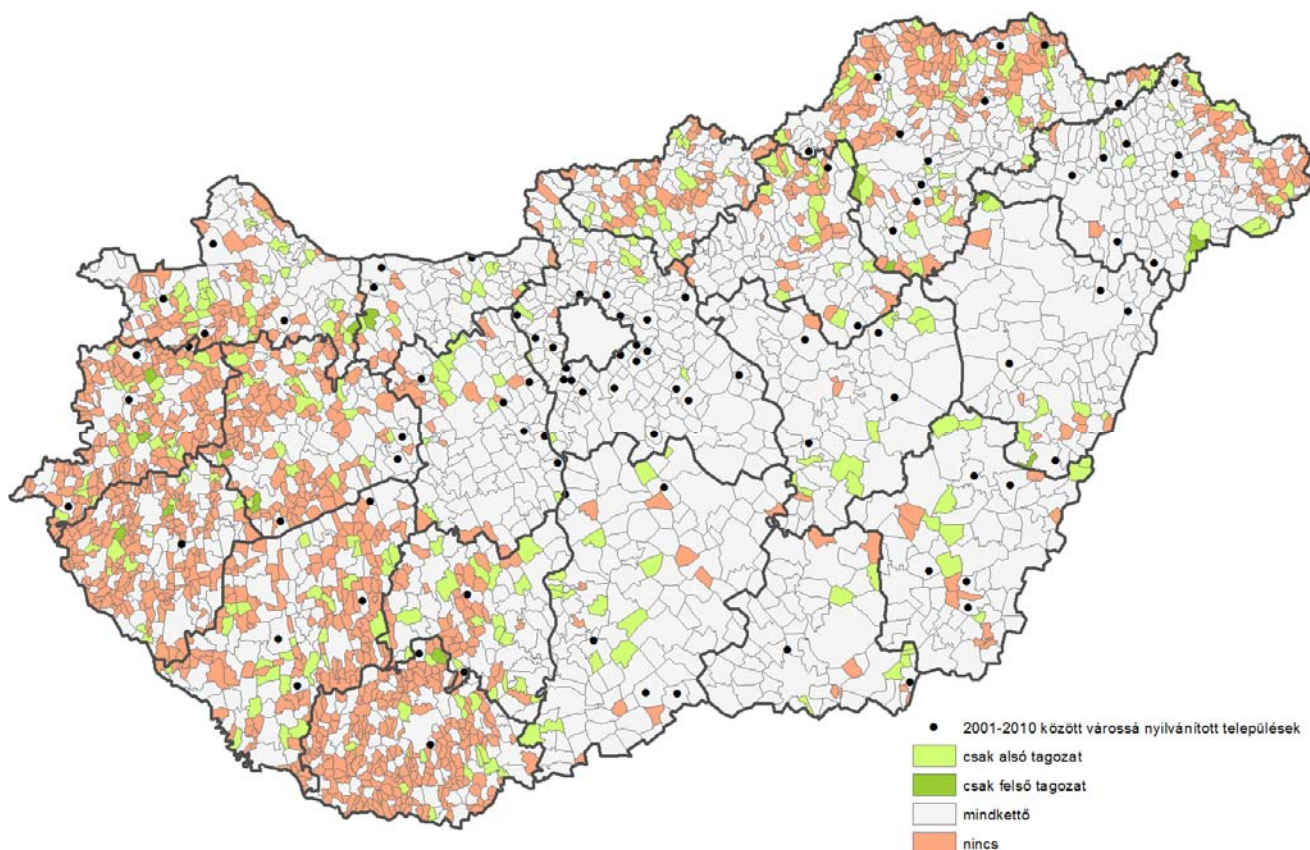 2001-2010 között várossá nyilvánított települések
csak alsó tagozat
csak felső tagozat
mindkettő
nincs